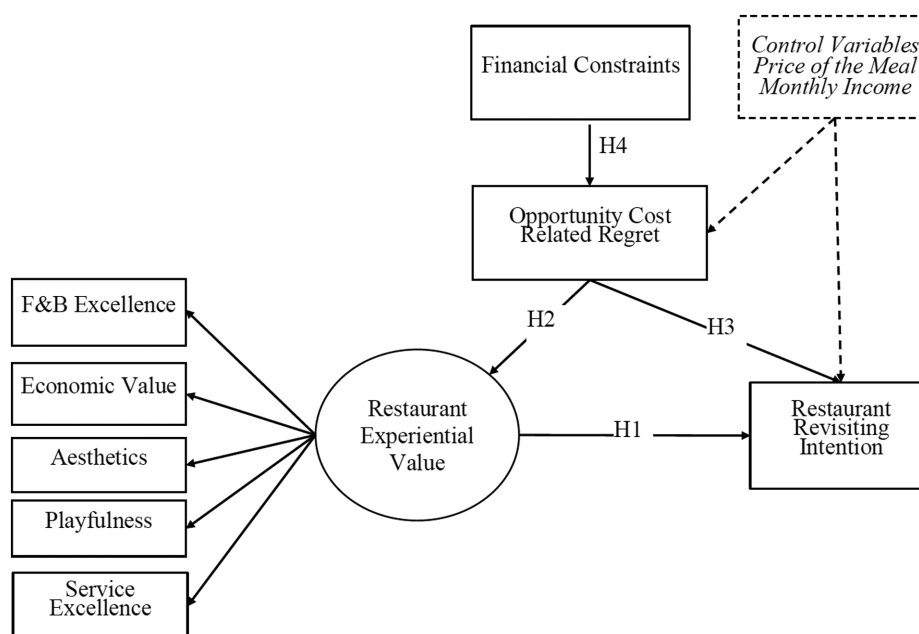 Financial Constraints
Control Variables
Price of the Meal
Monthly Income
H4
Opportunity Cost
Related Regret
F&B Excellence
H2
H3
Economic Value
Restaurant
Experiential
Value
H1
Restaurant
Revisiting
Intention
Aesthetics
Playfulness
Service
Excellence